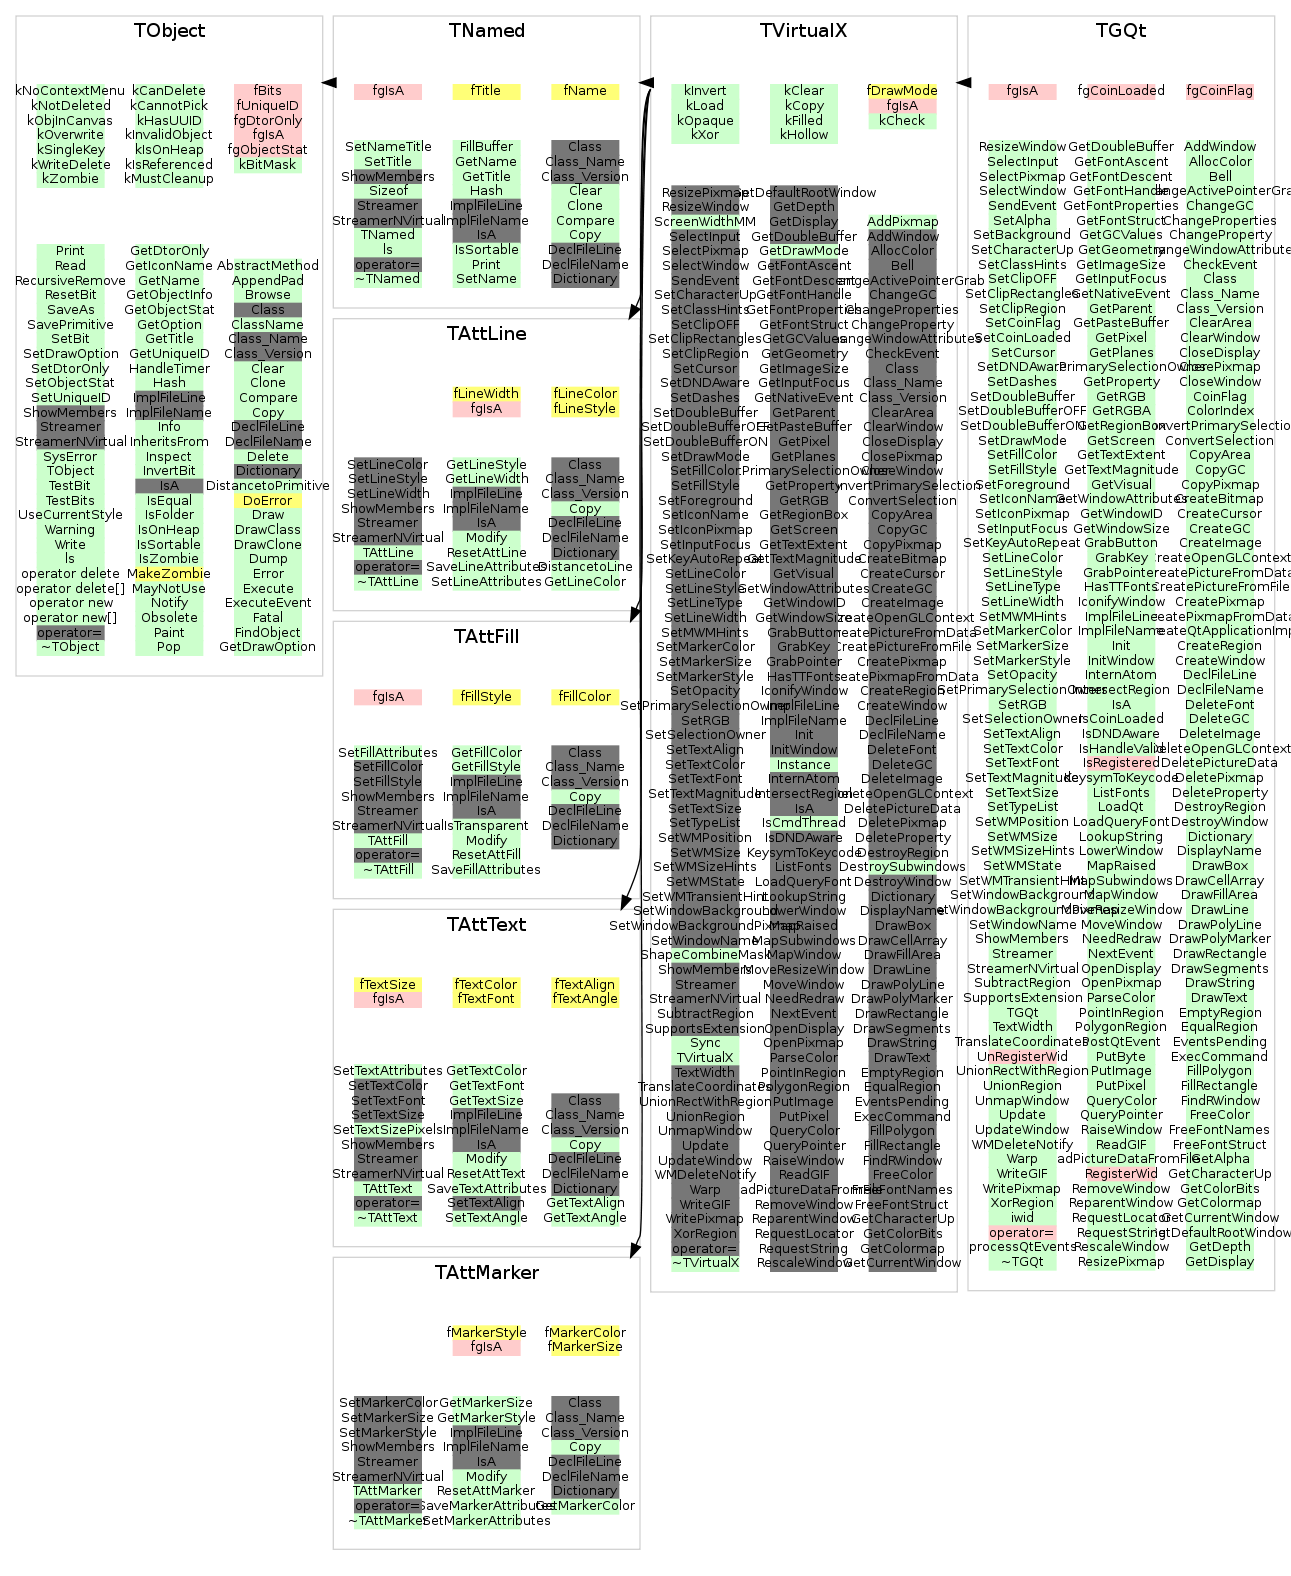 TObject
kNoContextMenu
kNotDeleted
kObjInCanvas
kOverwrite
kSingleKey
kWriteDelete
kZombie
kCanDelete
kCannotPick
kHasUUID
kInvalidObject
kIsOnHeap
kIsReferenced
kMustCleanup
fBits
fUniqueID
fgDtorOnly
fgIsA
fgObjectStat
kBitMask
Print
Read
RecursiveRemove
ResetBit
SaveAs
SavePrimitive
SetBit
SetDrawOption
SetDtorOnly
SetObjectStat
SetUniqueID
ShowMembers
Streamer
StreamerNVirtual
SysError
TObject
TestBit
TestBits
UseCurrentStyle
Warning
Write
ls
operator delete
operator delete[]
operator new
operator new[]
operator=
~TObject
GetDtorOnly
GetIconName
GetName
GetObjectInfo
GetObjectStat
GetOption
GetTitle
GetUniqueID
HandleTimer
Hash
ImplFileLine
ImplFileName
Info
InheritsFrom
Inspect
InvertBit
IsA
IsEqual
IsFolder
IsOnHeap
IsSortable
IsZombie
MakeZombie
MayNotUse
Notify
Obsolete
Paint
Pop
AbstractMethod
AppendPad
Browse
Class
ClassName
Class_Name
Class_Version
Clear
Clone
Compare
Copy
DeclFileLine
DeclFileName
Delete
Dictionary
DistancetoPrimitive
DoError
Draw
DrawClass
DrawClone
Dump
Error
Execute
ExecuteEvent
Fatal
FindObject
GetDrawOption
TNamed
fgIsA
fTitle
fName
SetNameTitle
SetTitle
ShowMembers
Sizeof
Streamer
StreamerNVirtual
TNamed
ls
operator=
~TNamed
FillBuffer
GetName
GetTitle
Hash
ImplFileLine
ImplFileName
IsA
IsSortable
Print
SetName
Class
Class_Name
Class_Version
Clear
Clone
Compare
Copy
DeclFileLine
DeclFileName
Dictionary
TAttLine
fLineWidth
fgIsA
fLineColor
fLineStyle
SetLineColor
SetLineStyle
SetLineWidth
ShowMembers
Streamer
StreamerNVirtual
TAttLine
operator=
~TAttLine
GetLineStyle
GetLineWidth
ImplFileLine
ImplFileName
IsA
Modify
ResetAttLine
SaveLineAttributes
SetLineAttributes
Class
Class_Name
Class_Version
Copy
DeclFileLine
DeclFileName
Dictionary
DistancetoLine
GetLineColor
TAttFill
fgIsA
fFillStyle
fFillColor
SetFillAttributes
SetFillColor
SetFillStyle
ShowMembers
Streamer
StreamerNVirtual
TAttFill
operator=
~TAttFill
GetFillColor
GetFillStyle
ImplFileLine
ImplFileName
IsA
IsTransparent
Modify
ResetAttFill
SaveFillAttributes
Class
Class_Name
Class_Version
Copy
DeclFileLine
DeclFileName
Dictionary
TAttText
fTextSize
fgIsA
fTextColor
fTextFont
fTextAlign
fTextAngle
SetTextAttributes
SetTextColor
SetTextFont
SetTextSize
SetTextSizePixels
ShowMembers
Streamer
StreamerNVirtual
TAttText
operator=
~TAttText
GetTextColor
GetTextFont
GetTextSize
ImplFileLine
ImplFileName
IsA
Modify
ResetAttText
SaveTextAttributes
SetTextAlign
SetTextAngle
Class
Class_Name
Class_Version
Copy
DeclFileLine
DeclFileName
Dictionary
GetTextAlign
GetTextAngle
TAttMarker
fMarkerStyle
fgIsA
fMarkerColor
fMarkerSize
SetMarkerColor
SetMarkerSize
SetMarkerStyle
ShowMembers
Streamer
StreamerNVirtual
TAttMarker
operator=
~TAttMarker
GetMarkerSize
GetMarkerStyle
ImplFileLine
ImplFileName
IsA
Modify
ResetAttMarker
SaveMarkerAttributes
SetMarkerAttributes
Class
Class_Name
Class_Version
Copy
DeclFileLine
DeclFileName
Dictionary
GetMarkerColor
TVirtualX
kInvert
kLoad
kOpaque
kXor
kClear
kCopy
kFilled
kHollow
fDrawMode
fgIsA
kCheck
ResizePixmap
ResizeWindow
ScreenWidthMM
SelectInput
SelectPixmap
SelectWindow
SendEvent
SetCharacterUp
SetClassHints
SetClipOFF
SetClipRectangles
SetClipRegion
SetCursor
SetDNDAware
SetDashes
SetDoubleBuffer
SetDoubleBufferOFF
SetDoubleBufferON
SetDrawMode
SetFillColor
SetFillStyle
SetForeground
SetIconName
SetIconPixmap
SetInputFocus
SetKeyAutoRepeat
SetLineColor
SetLineStyle
SetLineType
SetLineWidth
SetMWMHints
SetMarkerColor
SetMarkerSize
SetMarkerStyle
SetOpacity
SetPrimarySelectionOwner
SetRGB
SetSelectionOwner
SetTextAlign
SetTextColor
SetTextFont
SetTextMagnitude
SetTextSize
SetTypeList
SetWMPosition
SetWMSize
SetWMSizeHints
SetWMState
SetWMTransientHint
SetWindowBackground
SetWindowBackgroundPixmap
SetWindowName
ShapeCombineMask
ShowMembers
Streamer
StreamerNVirtual
SubtractRegion
SupportsExtension
Sync
TVirtualX
TextWidth
TranslateCoordinates
UnionRectWithRegion
UnionRegion
UnmapWindow
Update
UpdateWindow
WMDeleteNotify
Warp
WriteGIF
WritePixmap
XorRegion
operator=
~TVirtualX
etDefaultRootWindow
GetDepth
GetDisplay
GetDoubleBuffer
GetDrawMode
GetFontAscent
GetFontDescent
GetFontHandle
GetFontProperties
GetFontStruct
GetGCValues
GetGeometry
GetImageSize
GetInputFocus
GetNativeEvent
GetParent
GetPasteBuffer
GetPixel
GetPlanes
PrimarySelectionOwner
GetProperty
GetRGB
GetRegionBox
GetScreen
GetTextExtent
GetTextMagnitude
GetVisual
GetWindowAttributes
GetWindowID
GetWindowSize
GrabButton
GrabKey
GrabPointer
HasTTFonts
IconifyWindow
ImplFileLine
ImplFileName
Init
InitWindow
Instance
InternAtom
IntersectRegion
IsA
IsCmdThread
IsDNDAware
KeysymToKeycode
ListFonts
LoadQueryFont
LookupString
LowerWindow
MapRaised
MapSubwindows
MapWindow
MoveResizeWindow
MoveWindow
NeedRedraw
NextEvent
OpenDisplay
OpenPixmap
ParseColor
PointInRegion
PolygonRegion
PutImage
PutPixel
QueryColor
QueryPointer
RaiseWindow
ReadGIF
adPictureDataFromFile
RemoveWindow
ReparentWindow
RequestLocator
RequestString
RescaleWindow
AddPixmap
AddWindow
AllocColor
Bell
angeActivePointerGrab
ChangeGC
ChangeProperties
ChangeProperty
angeWindowAttributes
CheckEvent
Class
Class_Name
Class_Version
ClearArea
ClearWindow
CloseDisplay
ClosePixmap
CloseWindow
nvertPrimarySelection
ConvertSelection
CopyArea
CopyGC
CopyPixmap
CreateBitmap
CreateCursor
CreateGC
CreateImage
eateOpenGLContext
eatePictureFromData
CreatePictureFromFile
CreatePixmap
eatePixmapFromData
CreateRegion
CreateWindow
DeclFileLine
DeclFileName
DeleteFont
DeleteGC
DeleteImage
eleteOpenGLContext
DeletePictureData
DeletePixmap
DeleteProperty
DestroyRegion
DestroySubwindows
DestroyWindow
Dictionary
DisplayName
DrawBox
DrawCellArray
DrawFillArea
DrawLine
DrawPolyLine
DrawPolyMarker
DrawRectangle
DrawSegments
DrawString
DrawText
EmptyRegion
EqualRegion
EventsPending
ExecCommand
FillPolygon
FillRectangle
FindRWindow
FreeColor
FreeFontNames
FreeFontStruct
GetCharacterUp
GetColorBits
GetColormap
GetCurrentWindow
TGQt
fgIsA
fgCoinLoaded
fgCoinFlag
ResizeWindow
SelectInput
SelectPixmap
SelectWindow
SendEvent
SetAlpha
SetBackground
SetCharacterUp
SetClassHints
SetClipOFF
SetClipRectangles
SetClipRegion
SetCoinFlag
SetCoinLoaded
SetCursor
SetDNDAware
SetDashes
SetDoubleBuffer
SetDoubleBufferOFF
SetDoubleBufferON
SetDrawMode
SetFillColor
SetFillStyle
SetForeground
SetIconName
SetIconPixmap
SetInputFocus
SetKeyAutoRepeat
SetLineColor
SetLineStyle
SetLineType
SetLineWidth
SetMWMHints
SetMarkerColor
SetMarkerSize
SetMarkerStyle
SetOpacity
SetPrimarySelectionOwner
SetRGB
SetSelectionOwner
SetTextAlign
SetTextColor
SetTextFont
SetTextMagnitude
SetTextSize
SetTypeList
SetWMPosition
SetWMSize
SetWMSizeHints
SetWMState
SetWMTransientHint
SetWindowBackground
etWindowBackgroundPixmap
SetWindowName
ShowMembers
Streamer
StreamerNVirtual
SubtractRegion
SupportsExtension
TGQt
TextWidth
TranslateCoordinates
UnRegisterWid
UnionRectWithRegion
UnionRegion
UnmapWindow
Update
UpdateWindow
WMDeleteNotify
Warp
WriteGIF
WritePixmap
XorRegion
iwid
operator=
processQtEvents
~TGQt
GetDoubleBuffer
GetFontAscent
GetFontDescent
GetFontHandle
GetFontProperties
GetFontStruct
GetGCValues
GetGeometry
GetImageSize
GetInputFocus
GetNativeEvent
GetParent
GetPasteBuffer
GetPixel
GetPlanes
PrimarySelectionOwner
GetProperty
GetRGB
GetRGBA
GetRegionBox
GetScreen
GetTextExtent
GetTextMagnitude
GetVisual
GetWindowAttributes
GetWindowID
GetWindowSize
GrabButton
GrabKey
GrabPointer
HasTTFonts
IconifyWindow
ImplFileLine
ImplFileName
Init
InitWindow
InternAtom
IntersectRegion
IsA
IsCoinLoaded
IsDNDAware
IsHandleValid
IsRegistered
KeysymToKeycode
ListFonts
LoadQt
LoadQueryFont
LookupString
LowerWindow
MapRaised
MapSubwindows
MapWindow
MoveResizeWindow
MoveWindow
NeedRedraw
NextEvent
OpenDisplay
OpenPixmap
ParseColor
PointInRegion
PolygonRegion
PostQtEvent
PutByte
PutImage
PutPixel
QueryColor
QueryPointer
RaiseWindow
ReadGIF
adPictureDataFromFile
RegisterWid
RemoveWindow
ReparentWindow
RequestLocator
RequestString
RescaleWindow
ResizePixmap
AddWindow
AllocColor
Bell
angeActivePointerGra
ChangeGC
ChangeProperties
ChangeProperty
angeWindowAttribute
CheckEvent
Class
Class_Name
Class_Version
ClearArea
ClearWindow
CloseDisplay
ClosePixmap
CloseWindow
CoinFlag
ColorIndex
nvertPrimarySelectio
ConvertSelection
CopyArea
CopyGC
CopyPixmap
CreateBitmap
CreateCursor
CreateGC
CreateImage
CreateOpenGLContext
reatePictureFromData
CreatePictureFromFile
CreatePixmap
eatePixmapFromData
eateQtApplicationImp
CreateRegion
CreateWindow
DeclFileLine
DeclFileName
DeleteFont
DeleteGC
DeleteImage
DeleteOpenGLContext
DeletePictureData
DeletePixmap
DeleteProperty
DestroyRegion
DestroyWindow
Dictionary
DisplayName
DrawBox
DrawCellArray
DrawFillArea
DrawLine
DrawPolyLine
DrawPolyMarker
DrawRectangle
DrawSegments
DrawString
DrawText
EmptyRegion
EqualRegion
EventsPending
ExecCommand
FillPolygon
FillRectangle
FindRWindow
FreeColor
FreeFontNames
FreeFontStruct
GetAlpha
GetCharacterUp
GetColorBits
GetColormap
GetCurrentWindow
tDefaultRootWindow
GetDepth
GetDisplay